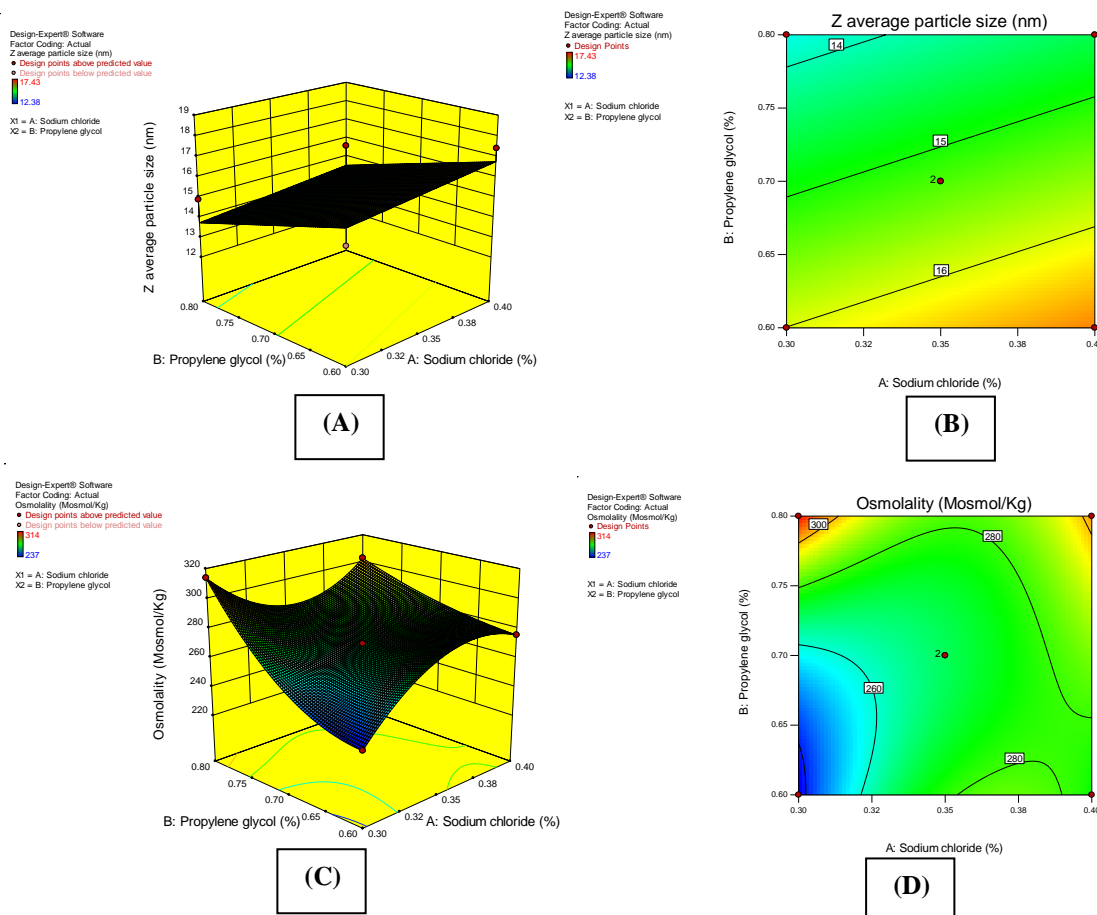 Design-Expert® Software
Factor Coding: Actual
Z average particle size (nm)
Design points above predicted value
Design points below predicted value
17.43
12.38
X1 = A: Sodium chloride
X2 = B: Propylene glycol
19
18
17
16
15
14
13
12
Z average particle size (nm)
0.80
0.75
0.70
0.65
0.60
B: Propylene glycol (%)
0.30
0.32
0.35
0.38
0.40
A: Sodium chloride (%)
(A)
Design-Expert® Software
Factor Coding: Actual
Z average particle size (nm)
Design Points
17.43
12.38
X1 = A: Sodium chloride
X2 = B: Propylene glycol
Z average particle size (nm)
0.80
0.75
0.70
0.65
0.60
B: Propylene glycol (%)
14
15
2
16
0.30
0.32
0.35
0.38
0.4
A: Sodium chloride (%)
(B)
Design-Expert® Software
Factor Coding: Actual
Osmolality (Mosmol/Kg)
Design points above predicted value
Design points below predicted value
314
237
X1 = A: Sodium chloride
X2 = B: Propylene glycol
320
300
280
260
240
220
Osmolality (Mosmol/Kg)
0.80
0.75
0.70
0.65
0.60
B: Propylene glycol (%)
0.30
0.32
0.35
0.38
0.40
A: Sodium chloride (%)
(C)
Design-Expert® Software
Factor Coding: Actual
Osmolality (Mosmol/Kg)
Design Points
314
237
X1 = A: Sodium chloride
X2 = B: Propylene glycol
Osmolality (Mosmol/Kg)
0.80
0.75
0.70
0.65
0.60
B: Propylene glycol (%)
300
280
2
260
280
0.30
0.32
0.35
0.38
0.40
A: Sodium chloride (%)
(D)